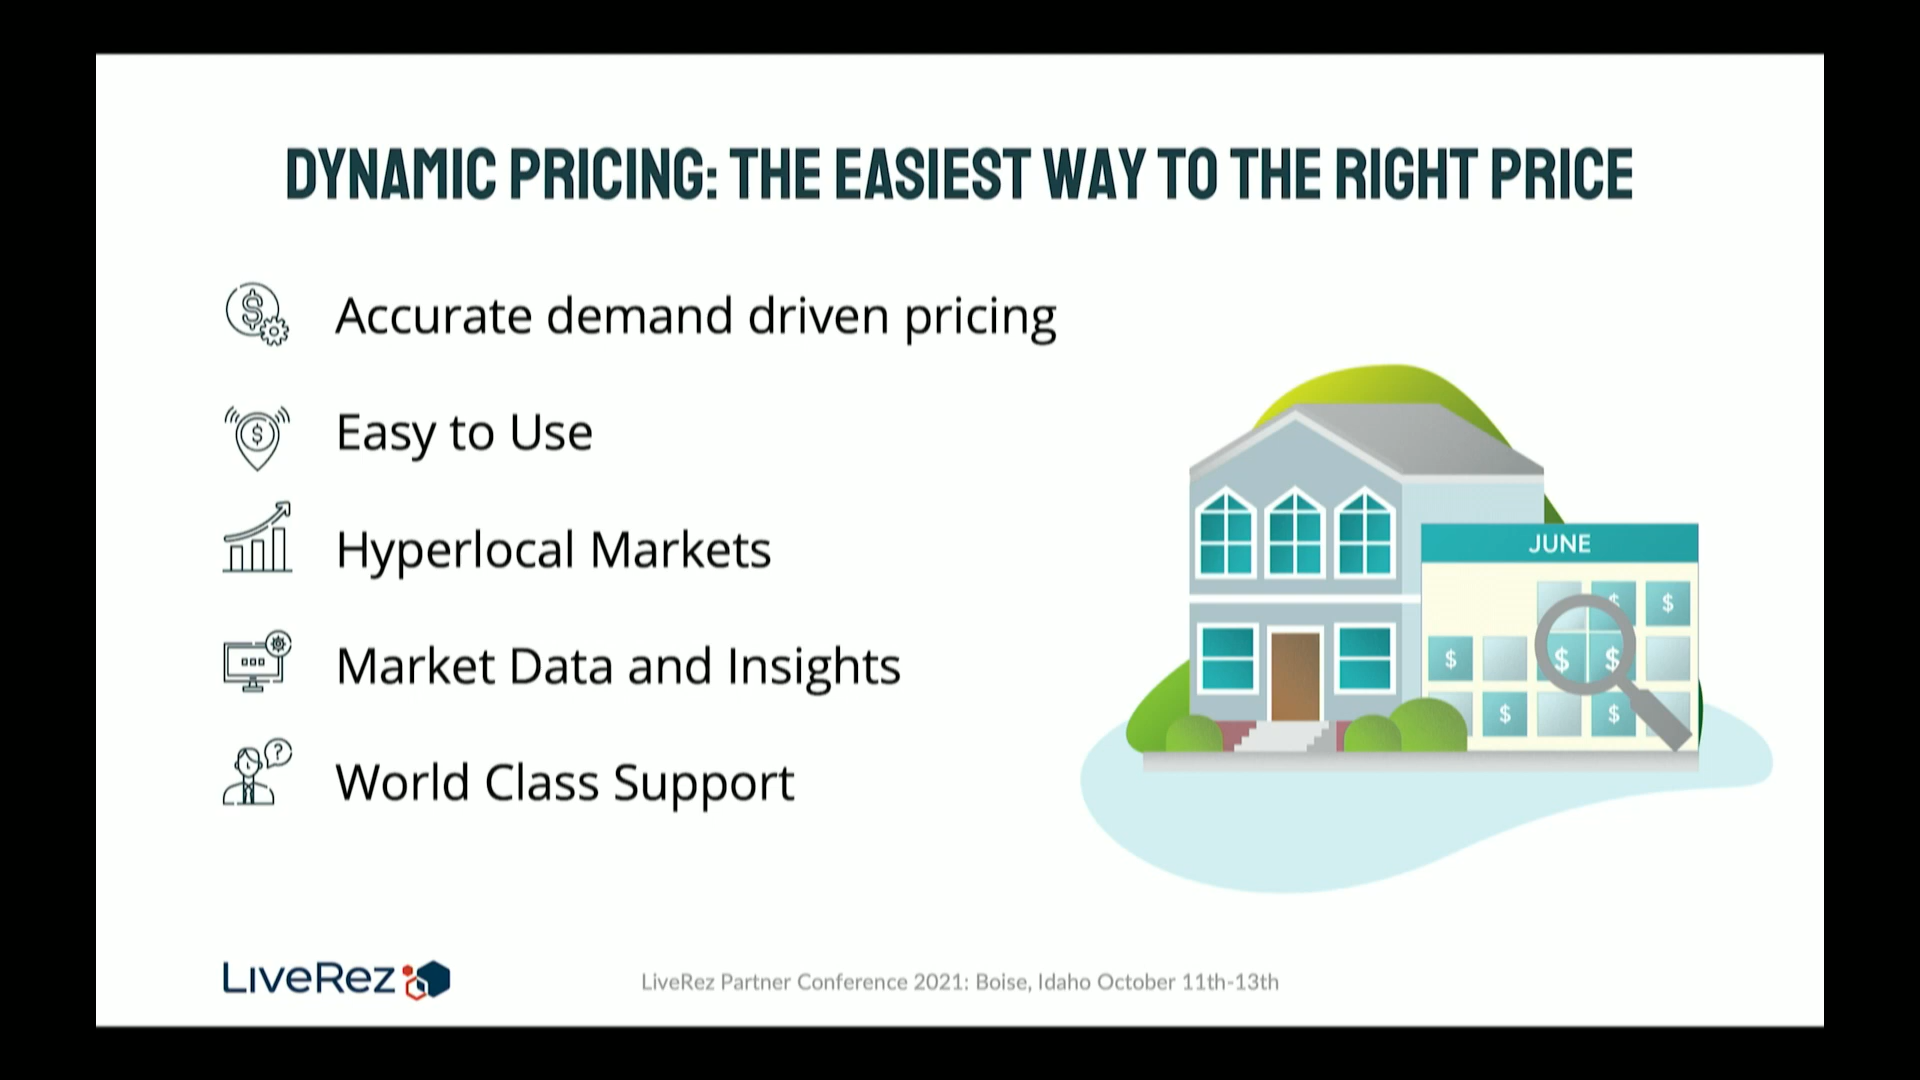 DYNAMIC PRICING: THE EASIEST WAY TO THE RIGHT PRICE
$
Accurate demand driven pricing
$
Easy to Use
Hyperlocal Markets
Market Data and Insights
?
World Class Support
JUNE
$ $
$ $ $
$ $
LiveRez
LiveRez Partner Conference 2021: Boise, Idaho October 11th-13th